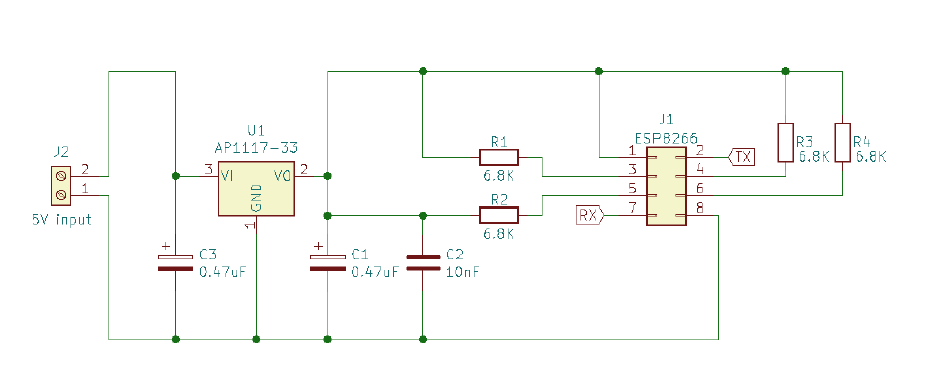 J2
2
1
5V input
U1
AP1117-33
3
VI
VO
2
GND
1
+
C3
0.47uF
+
C1
0.47uF
C2
10nF
R1
6.8K
R2
6.8K
J1
ESP8266
1
2
TX
3
4
5
6
RX
7
8
R3
6.8K
R4
6.8K